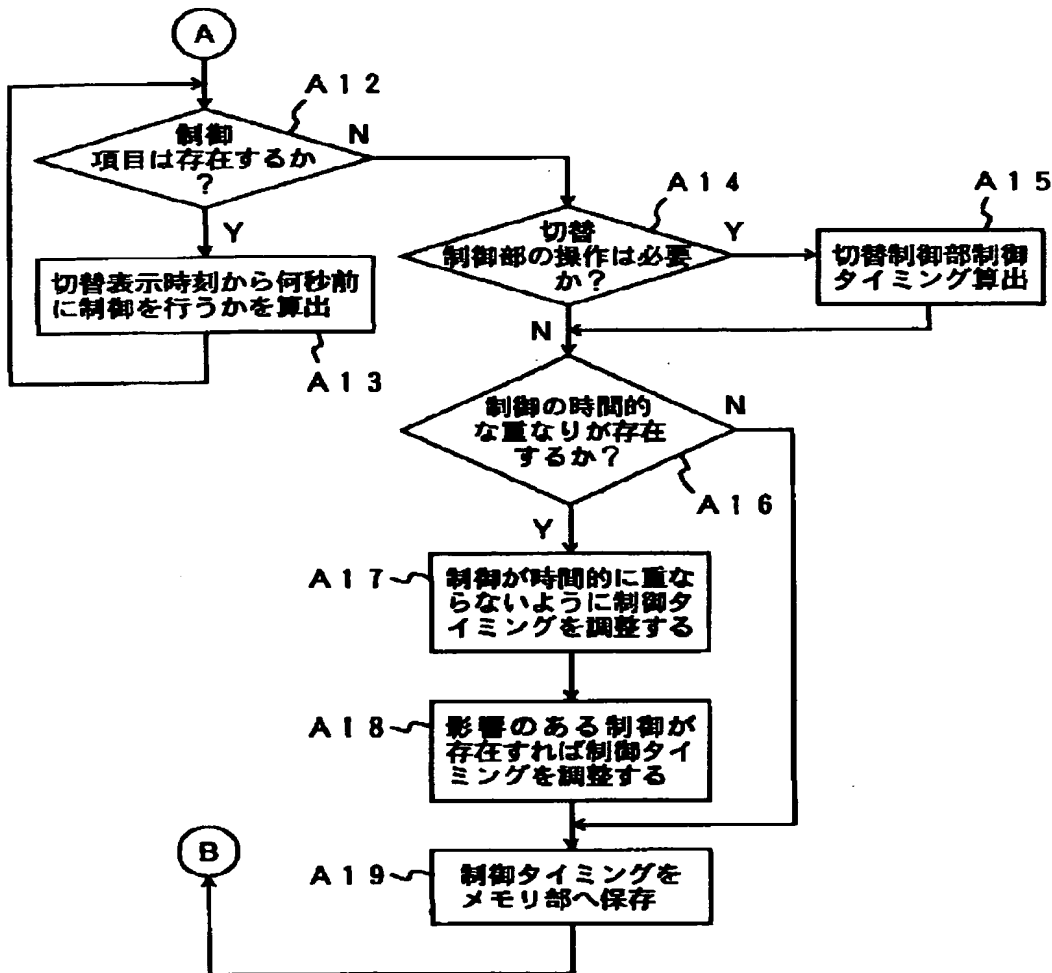 A
A12
制御
項目は存在するか
?
N
Y
切替表示時刻から何秒前
に制御を行うかを算出
A13
A14
切替
制御部の操作は必要
か?
Y
N
A15
切替制御部制御
タイミング算出
制御の時間的
な重なりが存在
するか?
N
A16
Y
A17
制御が時間的に重な
らないように制御タ
イミングを調整する
A18
影響のある制御が
存在すれば制御タイ
ミングを調整する
B
A19
制御タイミングを
メモリ部へ保存